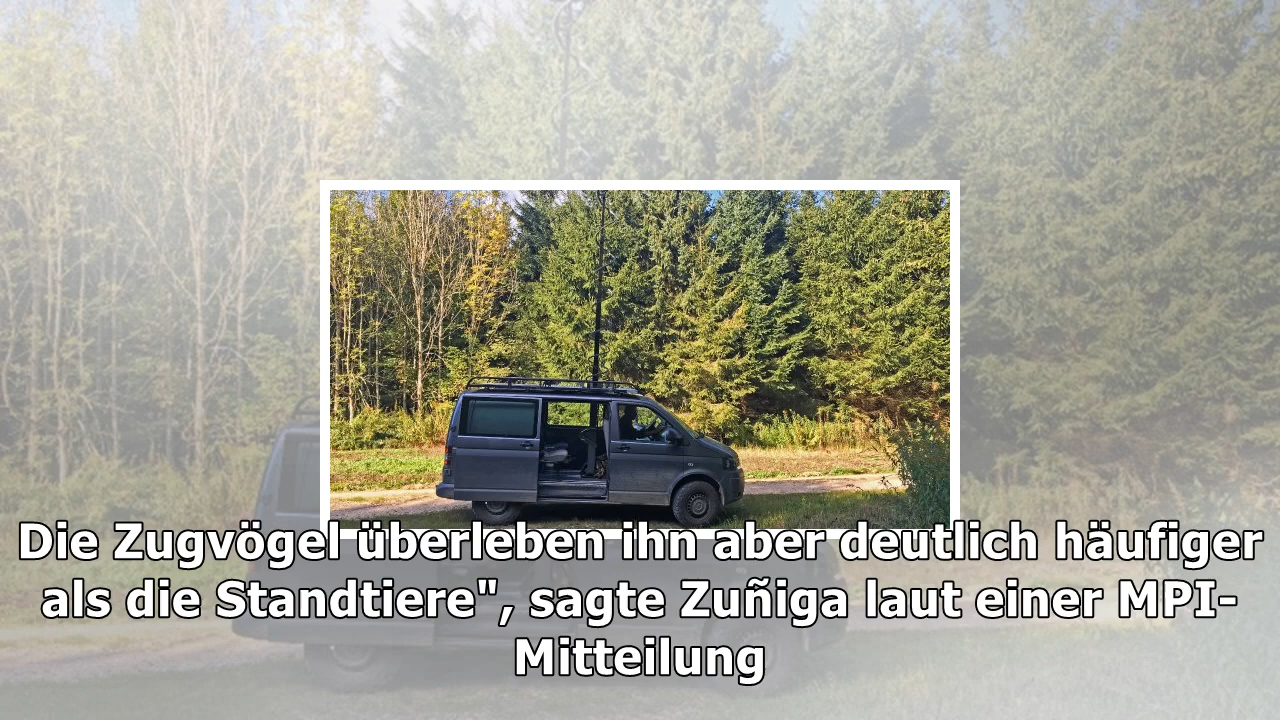 Die Zugvögel überleben ihn aber deutlich häufiger
als die Standtiere", sagte Zuñiga laut einer MPI-
Mitteilung